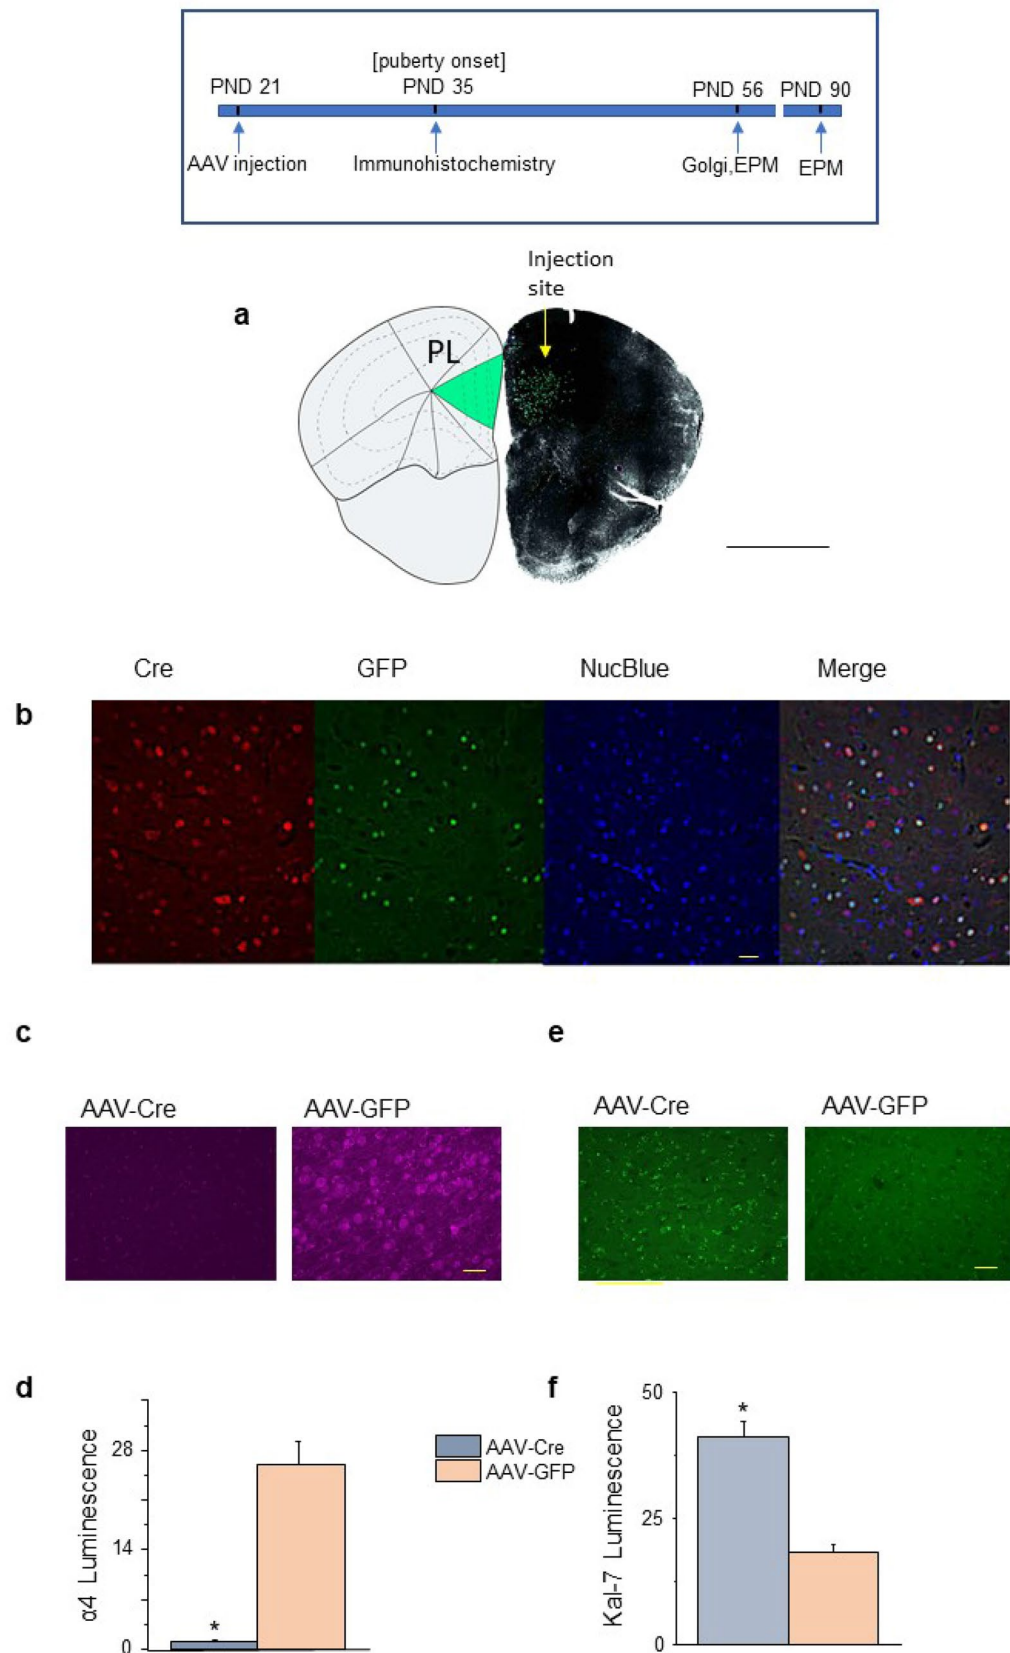 [puberty onset]
PND 21
PND 35
PND 56
PND 90
AAV injection
Immunohistochemistry
Golgi,EPM
EPM
Injection
site
a
PL
Cre
GFP
NucBlue
Merge
b
c
e
AAV-Cre
AAV-GFP
AAV-Cre
AAV-GFP
d
f
α4 Luminescence
28
14
0
*
AAV-Cre
AAV-GFP
Kal-7 Luminescence
50
25
0
*